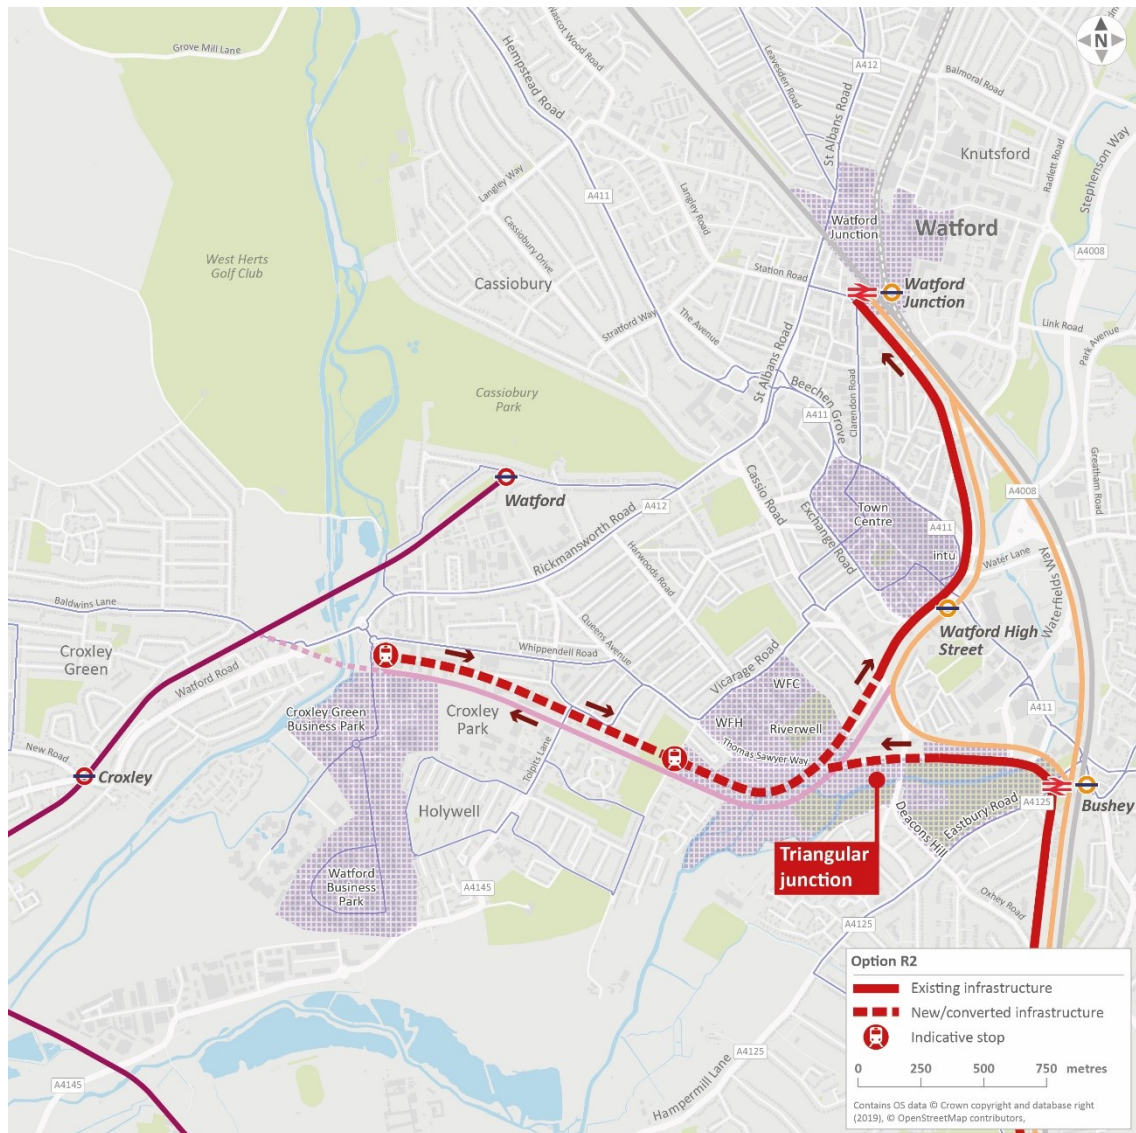 Grove Mill Lane
Hempstead Road
Nascot Wood Road
Leavesden Road
A412
St Albans Road
Balmoral Road
N
Knutsford
Radlett Road
Stephenson Way
Langley Way
A411
Langley Road
Cassiobury Drive
Watford
Junction
Watford
A4008
West Herts
Golf Club
Cassiobury
Station Road
Watford
Junction
Stratford Way
The Avenue
Link Road
Park Avenue
St Albans Road
Cassiobury
Park
Beechen Grove
A411
Clarendon Road
Greatham Road
Watford
Rickmansworth Road
A412
Cassio Road
Exchange Road
Town
Centre
A411
intu
A4008
Water Lane
Waterfields Way
Harwoods Road
Baldwins Lane
Croxley
Green
Watford Road
Whippendell Road
Queens Avenue
Vicarage Road
Watford High
Street
WFC
WFH
Riverwell
Thomas Sawyer Way
A411
Croxley Green
Business Park
Croxley
Park
Tolpits Lane
New Road
Croxley
Holywell
Deacons Hill
Eastbury Road
A4125
Bushey
Triangular
junction
Watford
Business
Park
A4145
Oxhey Road
A4125
A4125
A4145
Hampermill Lane
Option R2
Existing infrastructure
New/converted infrastructure
Indicative stop
0 250 500 750 metres
Contains OS data © Crown copyright and database right
(2019), © OpenStreetMap contributors,